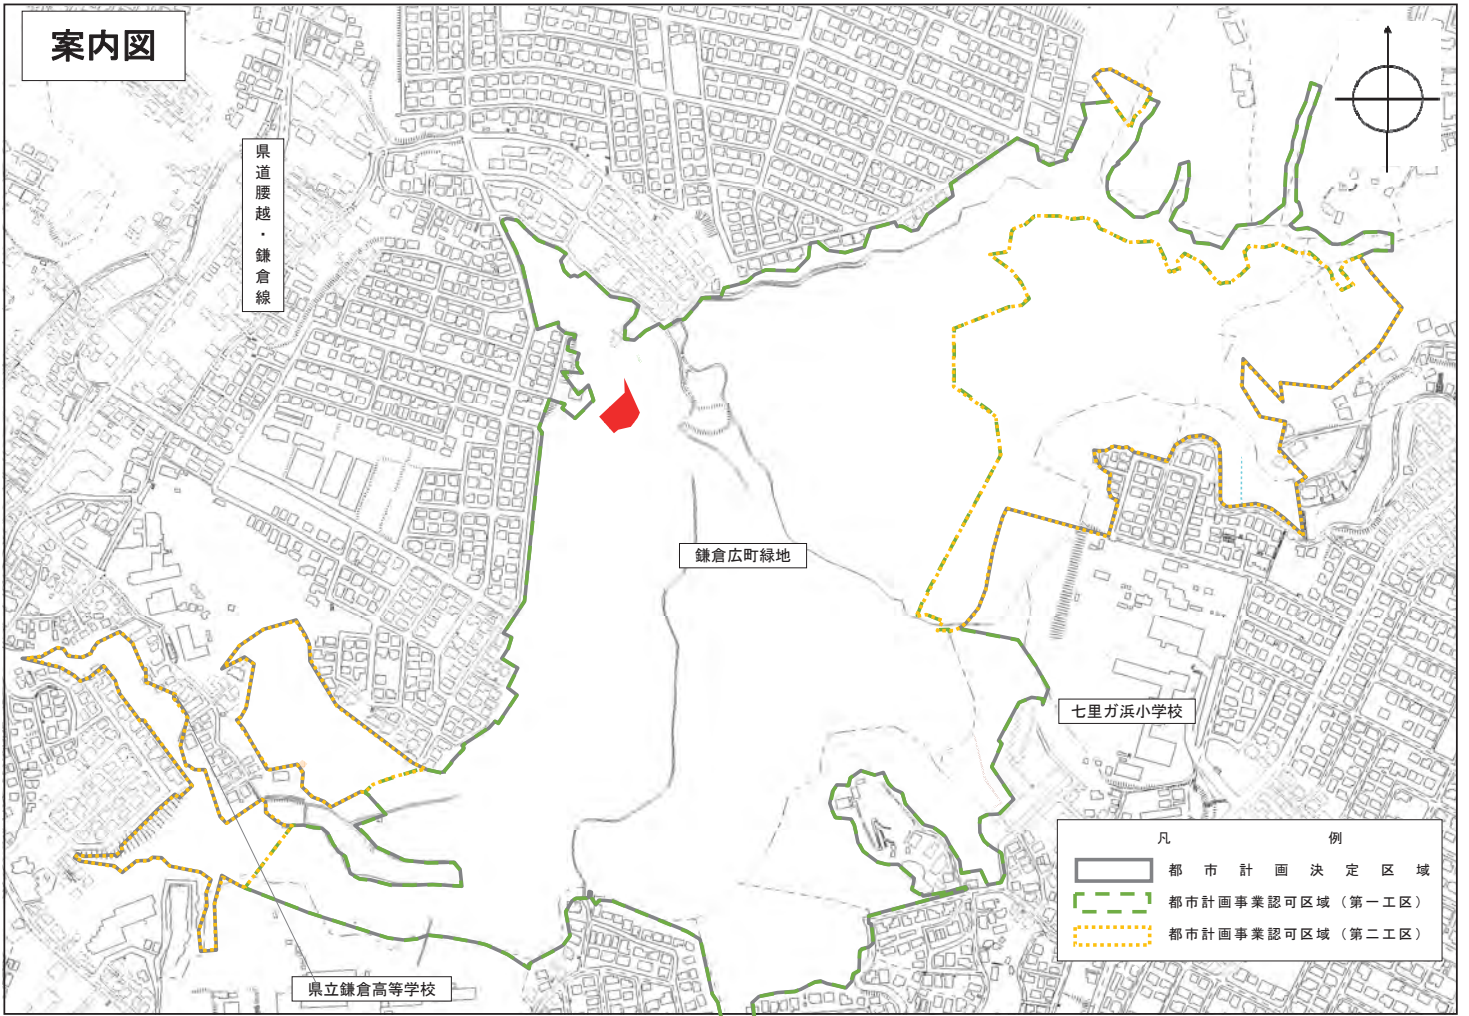 案内図
県道腰越・鎌倉線
鎌倉広町緑地
七里ガ浜小学校
県立鎌倉高等学校
凡例
都市計画決定区域
都市計画事業認可区域（第一工区）
都市計画事業認可区域（第二工区）